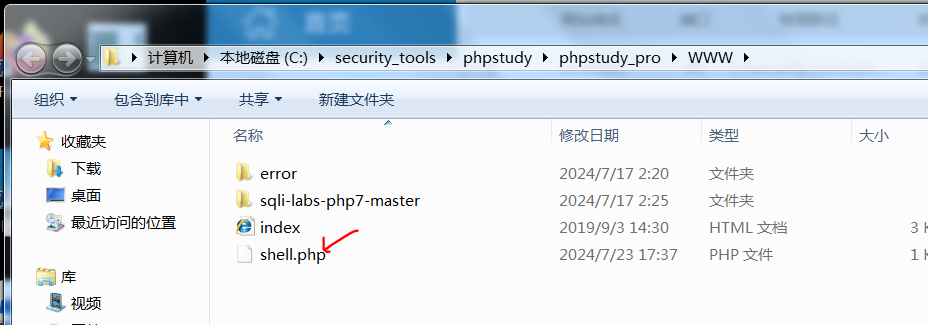 首页
计算机 本地磁盘 (C:) security_tools phpstudy phpstudy_pro WWW
组织 包含到库中 共享 新建文件夹
名称 修改日期 类型 大小
收藏夹
下载
桌面
最近访问的位置
库
视频
error 2024/7/17 2:20 文件夹
sqli-labs-php7-master 2024/7/17 2:25 文件夹
index 2019/9/3 14:30 HTML 文档 3
shell.php 2024/7/23 17:37 PHP 文件 1